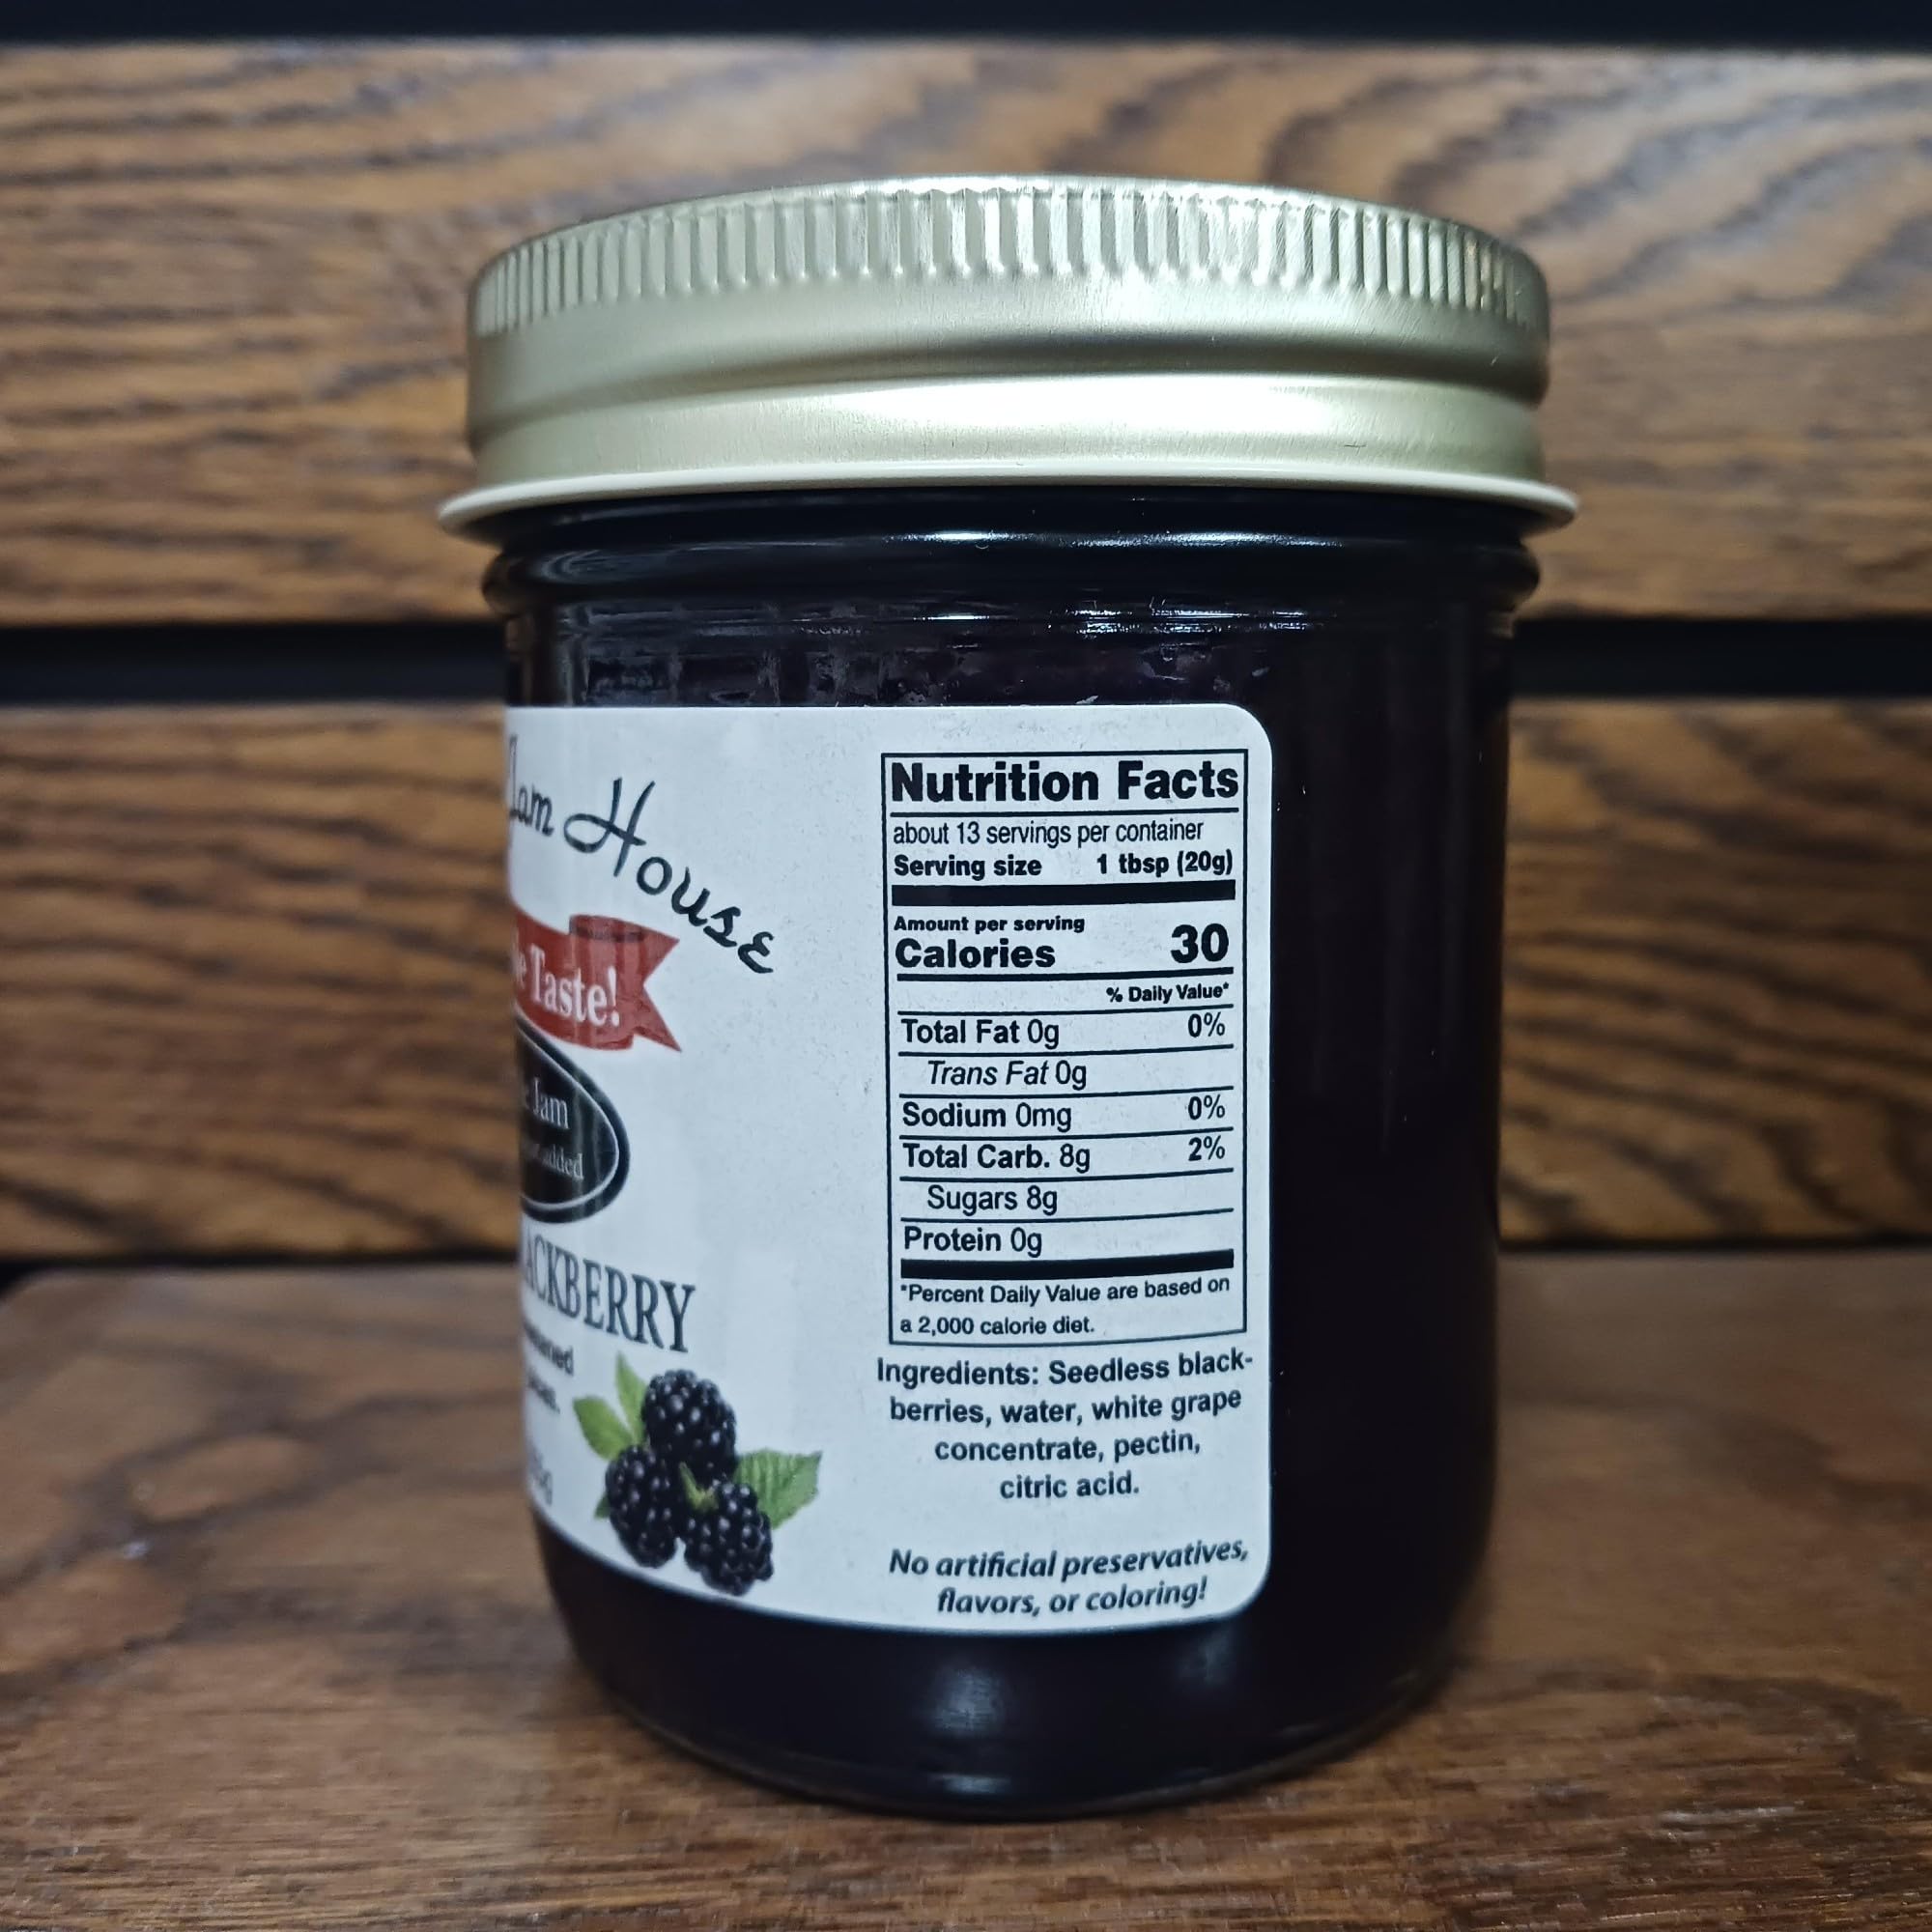 Jam House
Taste!
Jam
added
ACKBERRY
Nutrition Facts
about 13 servings per container
Serving size 1 tbsp (20g)
Amount per serving
Calories 30
% Daily Value*
Total Fat 0g 0%
Trans Fat 0g
Sodium 0mg 0%
Total Carb. 8g 2%
Sugars 8g
Protein 0g
*Percent Daily Value are based on
a 2,000 calorie diet.
Ingredients: Seedless black-
berries, water, white grape
concentrate, pectin,
citric acid.
No artificial preservatives,
flavors, or coloring!